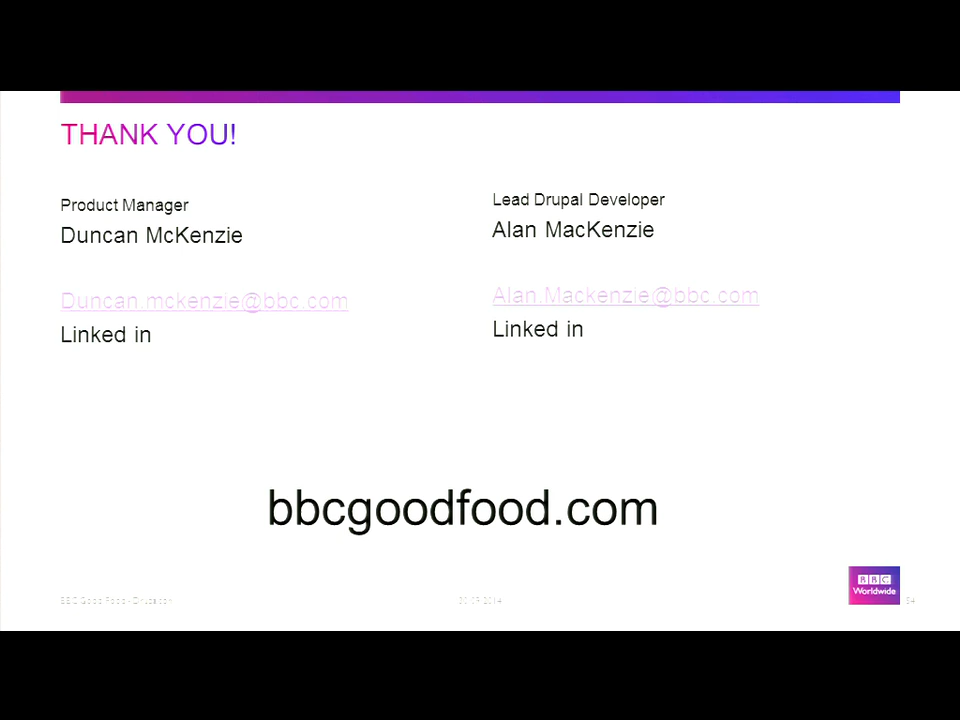 THANK YOU!
Product Manager
Duncan McKenzie
Duncan.mckenzie@bbc.com
Linked in
Lead Drupal Developer
Alan MacKenzie
Alan.Mackenzie@bbc.com
Linked in
bbcgoodfood.com
BBC
Worldwide